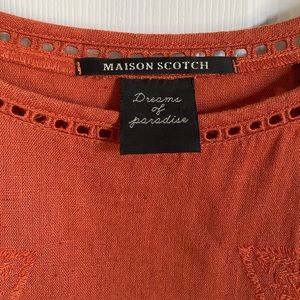 MAISON SCOTCH
Dreams
of
paradise